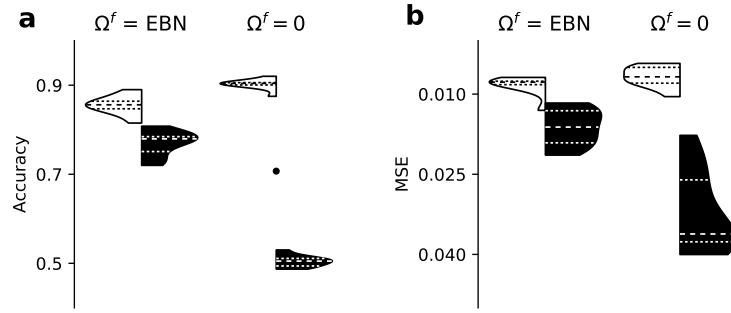 a
Ω^f = EBN
Ω^f = 0
0.9
0.7
0.5
Accuracy
b
Ω^f = EBN
Ω^f = 0
0.010
0.025
0.040
MSE